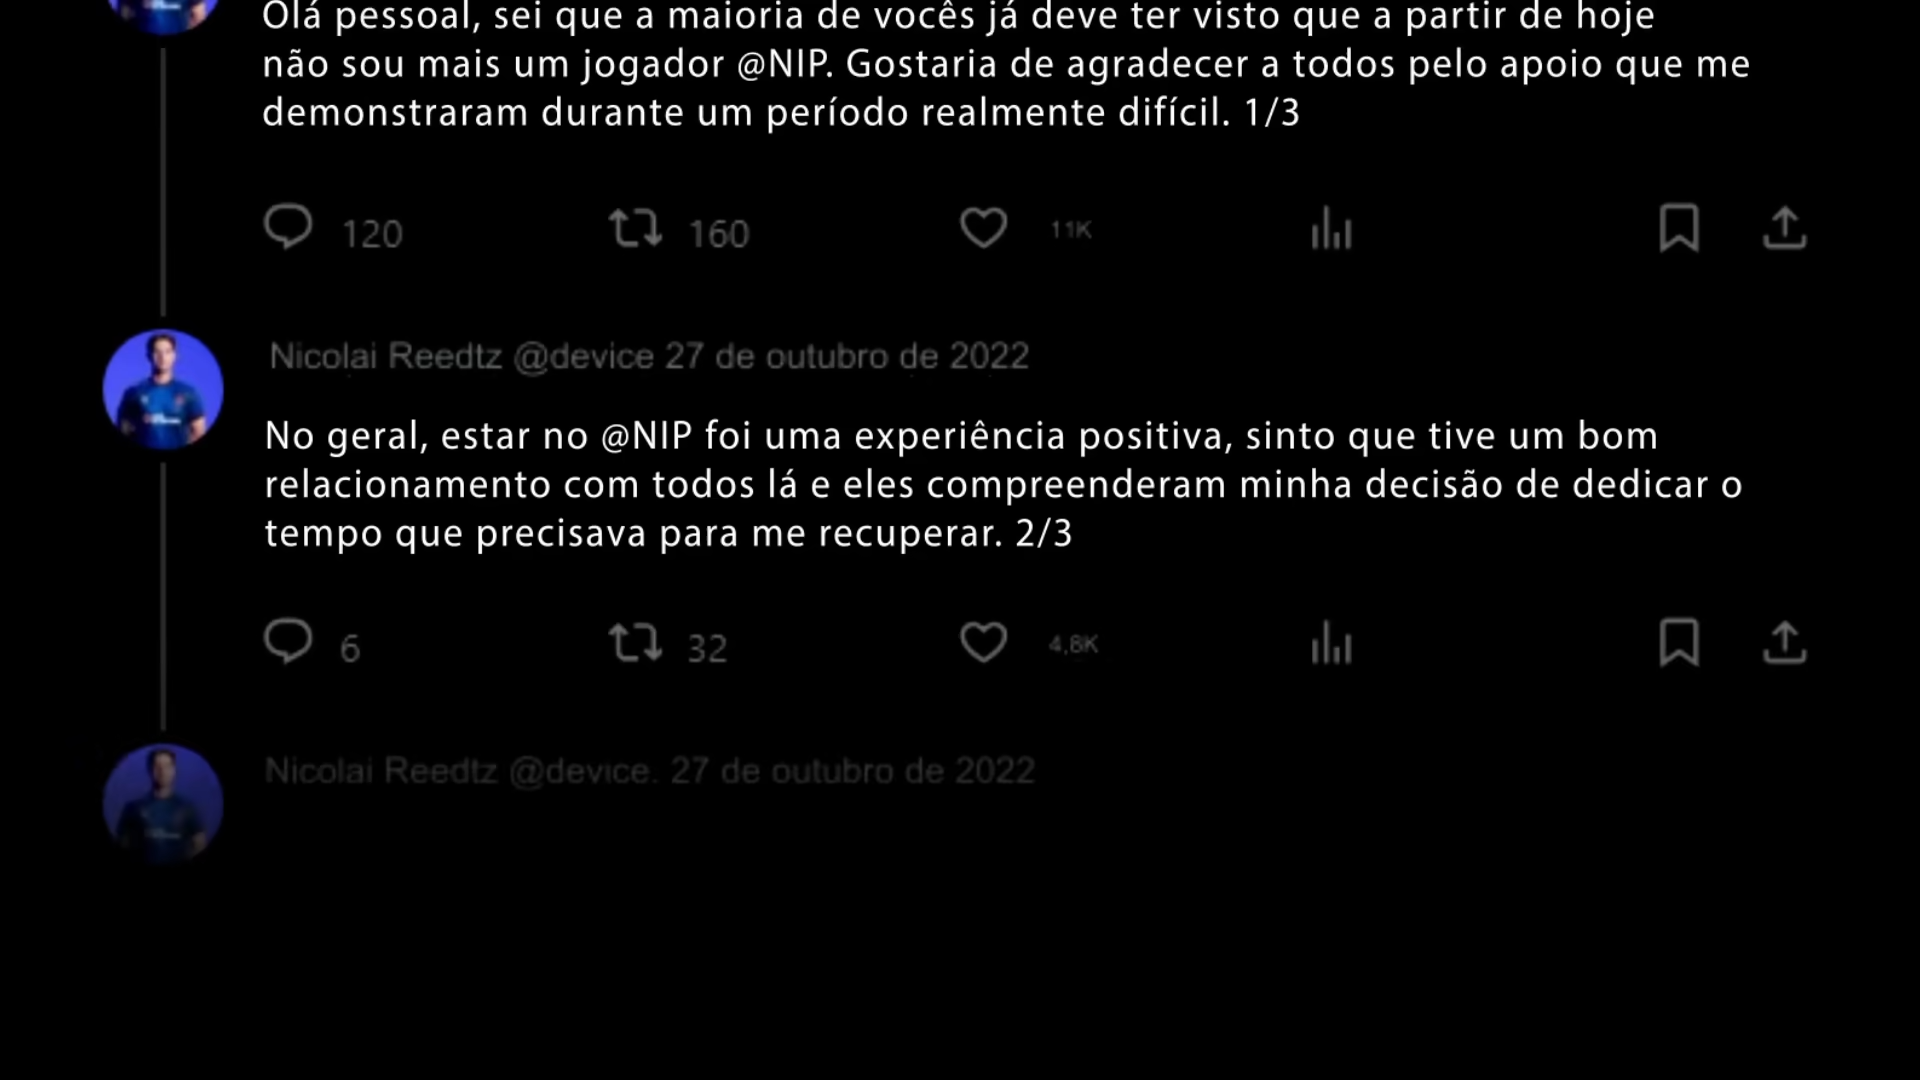 Olá pessoal, sei que a maioria de vocês já deve ter visto que a partir de hoje
não sou mais um jogador @NIP. Gostaria de agradecer a todos pelo apoio que me
demonstraram durante um período realmente difícil. 1/3
120 160 11K
Nicolai Reedtz @device 27 de outubro de 2022
No geral, estar no @NIP foi uma experiência positiva, sinto que tive um bom
relacionamento com todos lá e eles compreenderam minha decisão de dedicar o
tempo que precisava para me recuperar. 2/3
6 32 4,8K
Nicolai Reedtz @device. 27 de outubro de 2022